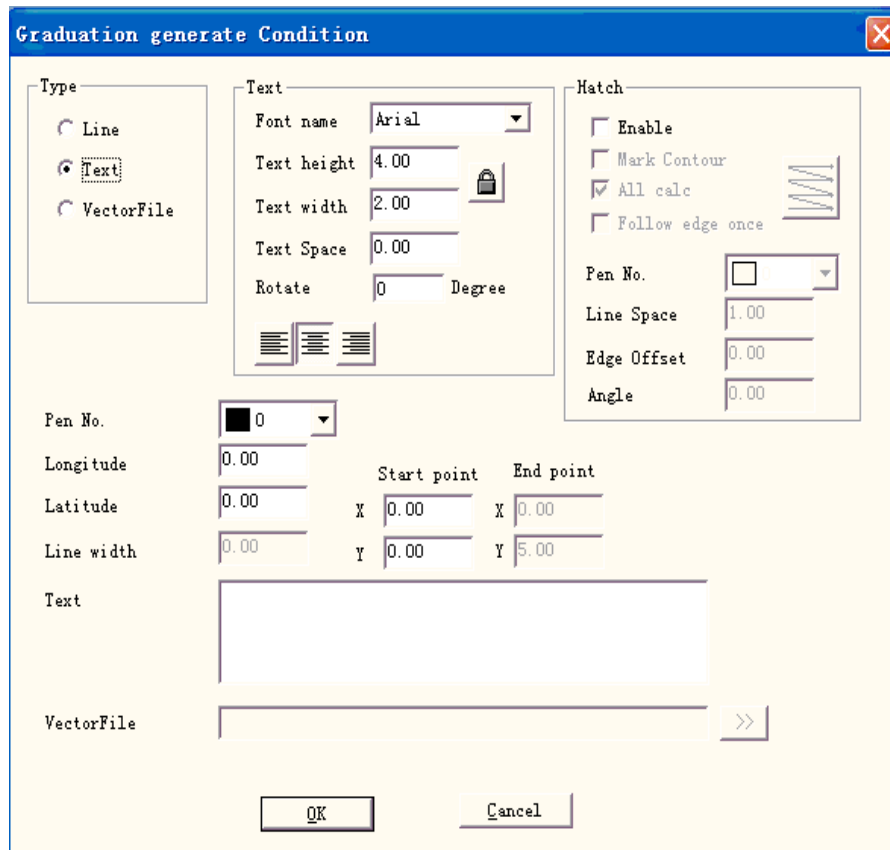 Graduation generate Condition
Type
Line
Text
VectorFile
Text
Font name Arial
Text height 4.00
Text width 2.00
Text Space 0.00
Rotate 0 Degree
Hatch
Enable
Mark Contour
All calc
Follow edge once
Pen No.
Line Space 1.00
Edge Offset 0.00
Angle 0.00
Pen No. 0
Longitude 0.00
Latitude 0.00
Line width 0.00
Start point End point
X 0.00 X 0.00
Y 0.00 Y 5.00
Text
VectorFile >>
OK Cancel